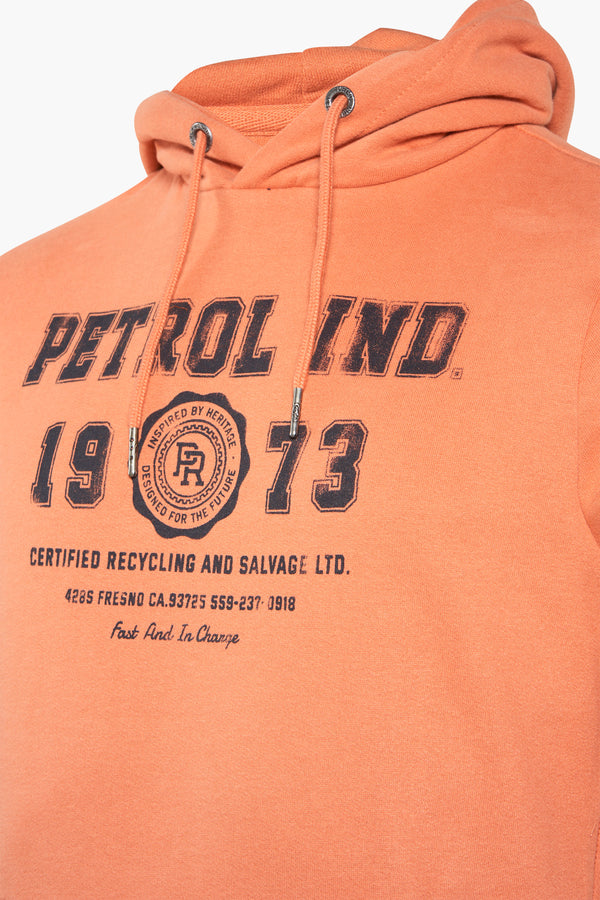 PETROL IND.
19 73
INSPIRED BY HERITAGE
PR
DESIGNED FOR THE FUTURE
CERTIFIED RECYCLING AND SALVAGE LTD.
4285 FRESNO CA.93725 559-237-0918
Fast And In Charge